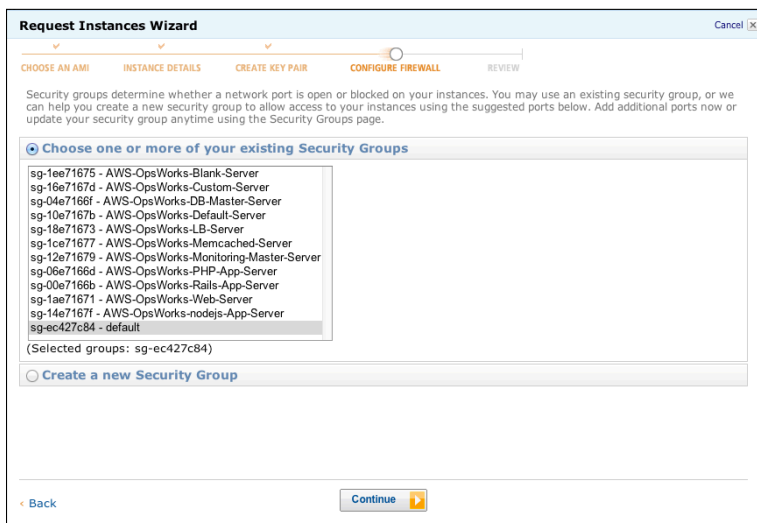 Request Instances Wizard
Cancel
CHOOSE AN AMI INSTANCE DETAILS CREATE KEY PAIR CONFIGURE FIREWALL REVIEW
Security groups determine whether a network port is open or blocked on your instances. You may use an existing security group, or we
can help you create a new security group to allow access to your instances using the suggested ports below. Add additional ports now or
update your security group anytime using the Security Groups page.
Choose one or more of your existing Security Groups
sg-1ee71675 - AWS-OpsWorks-Blank-Server
sg-16e7167d - AWS-OpsWorks-Custom-Server
sg-04e7166f - AWS-OpsWorks-DB-Master-Server
sg-10e7167b - AWS-OpsWorks-Default-Server
sg-18e71673 - AWS-OpsWorks-LB-Server
sg-1ce71677 - AWS-OpsWorks-Memcached-Server
sg-12e71679 - AWS-OpsWorks-Monitoring-Master-Server
sg-06e7166d - AWS-OpsWorks-PHP-App-Server
sg-00e7166b - AWS-OpsWorks-Rails-App-Server
sg-1ae71671 - AWS-OpsWorks-Web-Server
sg-14e7167f - AWS-OpsWorks-nodejs-App-Server
sg-ec427c84 - default
(Selected groups: sg-ec427c84)
Create a new Security Group
Back
Continue